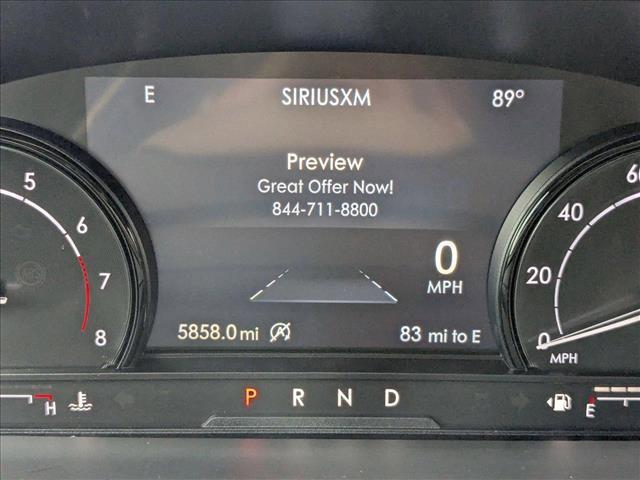 E SIRIUSXM 89°
Preview
Great Offer Now!
844-711-8800
0
MPH
5858.0 mi 83 mi to E
5
6
7
8
60
40
20
0
MPH
H P R N D E